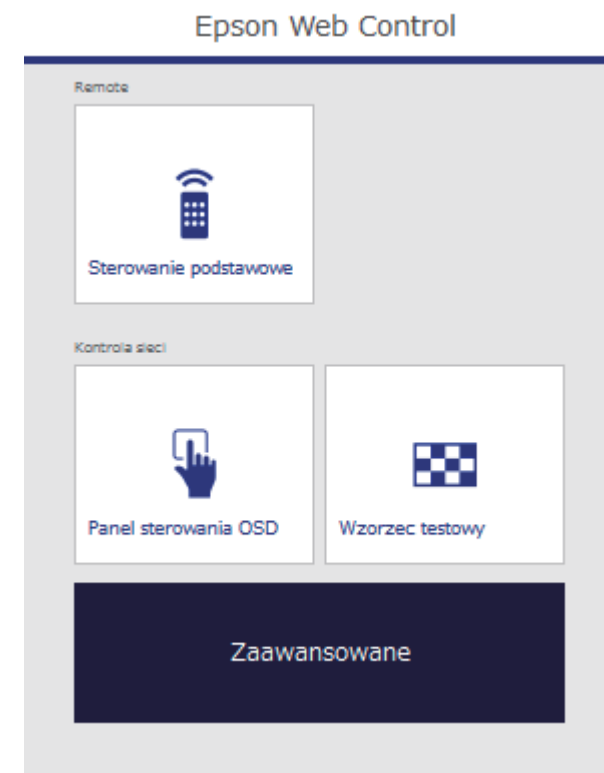 Epson Web Control
Remote
Sterowanie podstawowe
Kontrola sieci
Panel sterowania OSD
Wzorzec testowy
Zaawansowane